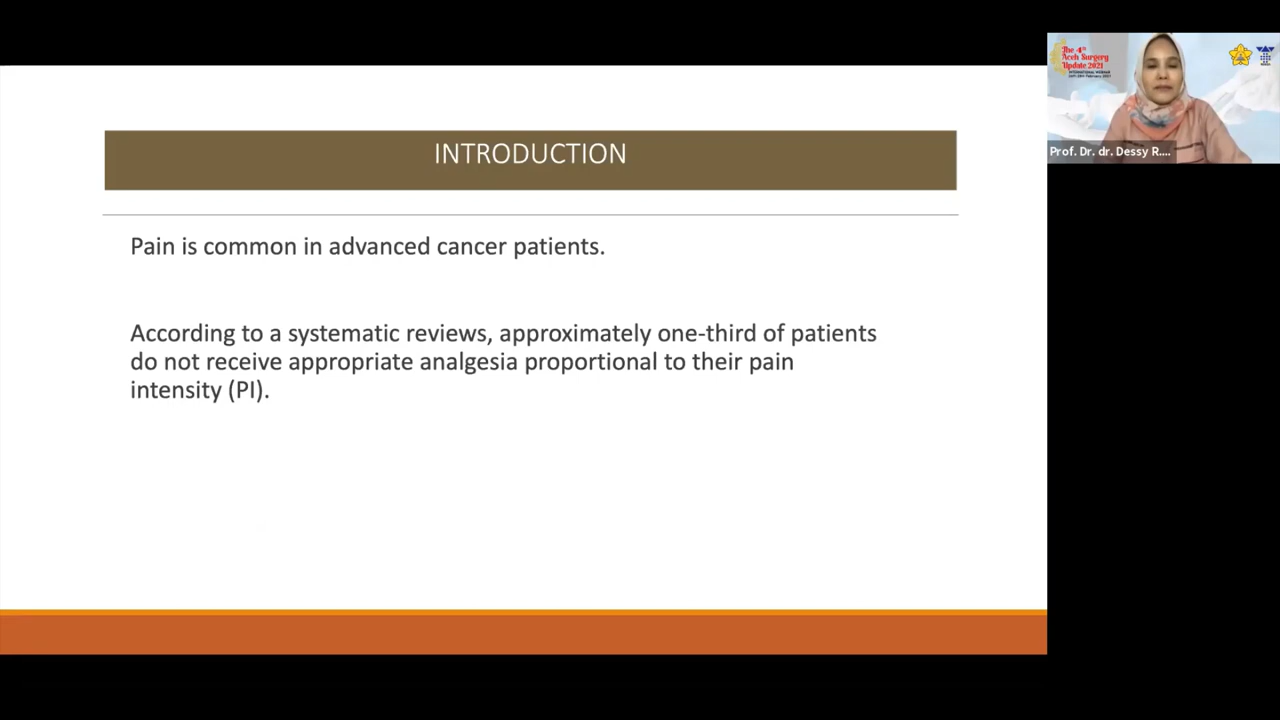 INTRODUCTION
Pain is common in advanced cancer patients.
According to a systematic reviews, approximately one-third of patients
do not receive appropriate analgesia proportional to their pain
intensity (PI).
The 4th
Aceh Surgery
Update 2021
INTERNATIONAL WEBINAR
Prof. Dr. dr. Dessy R....